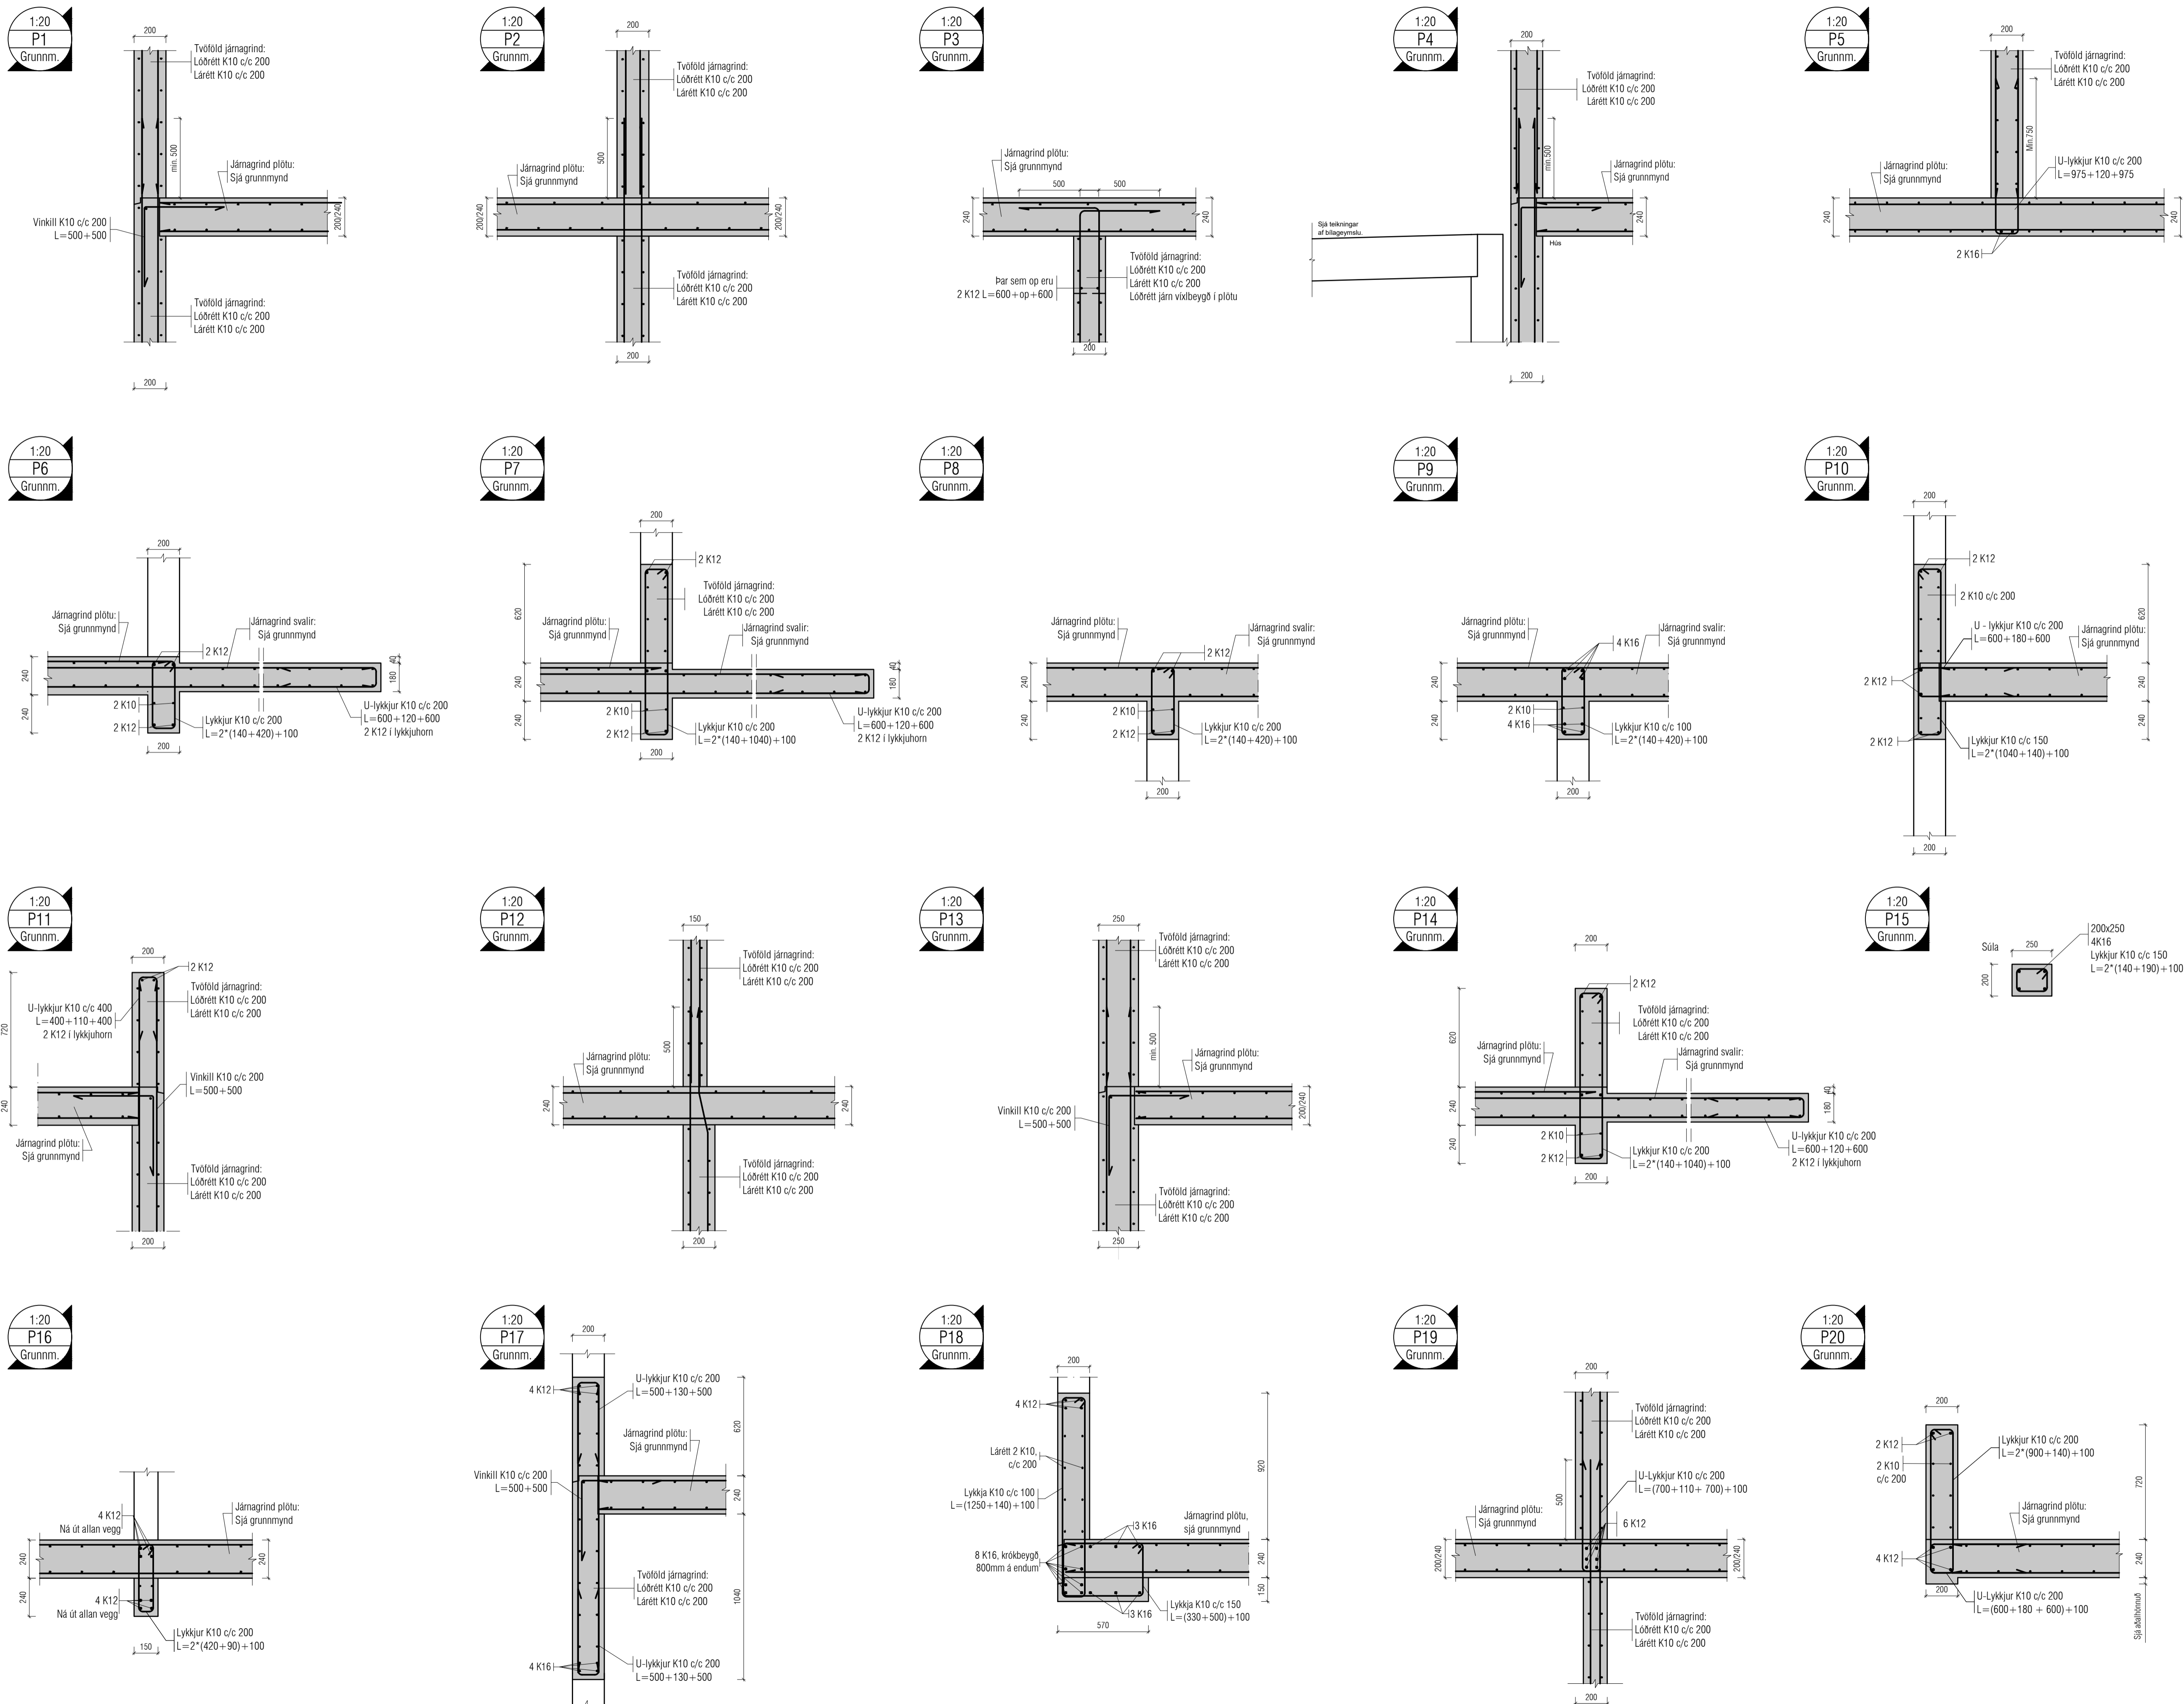 1:20
P1
Grunnm.
200
Tvöföld járnagrind:
Lóðrétt K10 c/c 200
Lárétt K10 c/c 200
min. 500
Járnagrind plötu:
Sjá grunnmynd
Vinkill K10 c/c 200
L=500+500
200/240
Tvöföld járnagrind:
Lóðrétt K10 c/c 200
Lárétt K10 c/c 200
200
1:20
P2
Grunnm.
200
Tvöföld járnagrind:
Lóðrétt K10 c/c 200
Lárétt K10 c/c 200
500
Járnagrind plötu:
Sjá grunnmynd
200/240
200/240
Tvöföld járnagrind:
Lóðrétt K10 c/c 200
Lárétt K10 c/c 200
200
1:20
P3
Grunnm.
Járnagrind plötu:
Sjá grunnmynd
500
500
240
240
Þar sem op eru
2 K12 L=600+op+600
Tvöföld járnagrind:
Lóðrétt K10 c/c 200
Lárétt K10 c/c 200
Lóðrétt járn víxlbeygð í plötu
200
1:20
P4
Grunnm.
200
Tvöföld járnagrind:
Lóðrétt K10 c/c 200
Lárétt K10 c/c 200
min.500
Járnagrind plötu:
Sjá grunnmynd
Sjá teikningar
af bílageymslu.
240
Hús
200
1:20
P5
Grunnm.
200
Tvöföld járnagrind:
Lóðrétt K10 c/c 200
Lárétt K10 c/c 200
Min.750
Járnagrind plötu:
Sjá grunnmynd
U-lykkjur K10 c/c 200
L=975+120+975
240
240
2 K16
1:20
P6
Grunnm.
200
Járnagrind plötu:
Sjá grunnmynd
Járnagrind svalir:
Sjá grunnmynd
2 K12
240
240
40
180
2 K10
2 K12
Lykkjur K10 c/c 200
L=2*(140+420)+100
U-lykkjur K10 c/c 200
L=600+120+600
2 K12 í lykkjuhorn
200
1:20
P7
Grunnm.
200
2 K12
Tvöföld járnagrind:
Lóðrétt K10 c/c 200
Lárétt K10 c/c 200
620
Járnagrind plötu:
Sjá grunnmynd
Járnagrind svalir:
Sjá grunnmynd
240
240
40
180
2 K10
2 K12
Lykkjur K10 c/c 200
L=2*(140+1040)+100
U-lykkjur K10 c/c 200
L=600+120+600
2 K12 í lykkjuhorn
200
1:20
P8
Grunnm.
Járnagrind plötu:
Sjá grunnmynd
Járnagrind svalir:
Sjá grunnmynd
2 K12
240
240
2 K10
2 K12
Lykkjur K10 c/c 200
L=2*(140+420)+100
200
1:20
P9
Grunnm.
Járnagrind plötu:
Sjá grunnmynd
Járnagrind svalir:
Sjá grunnmynd
4 K16
240
240
2 K10
4 K16
Lykkjur K10 c/c 100
L=2*(140+420)+100
200
1:20
P10
Grunnm.
200
2 K12
2 K10 c/c 200
620
U - lykkjur K10 c/c 200
L=600+180+600
Járnagrind plötu:
Sjá grunnmynd
2 K12
240
240
2 K12
Lykkjur K10 c/c 150
L=2*(1040+140)+100
200
1:20
P11
Grunnm.
200
2 K12
Tvöföld járnagrind:
Lóðrétt K10 c/c 200
Lárétt K10 c/c 200
U-lykkjur K10 c/c 400
L=400+110+400
2 K12 í lykkjuhorn
720
Vinkill K10 c/c 200
L=500+500
240
Járnagrind plötu:
Sjá grunnmynd
Tvöföld járnagrind:
Lóðrétt K10 c/c 200
Lárétt K10 c/c 200
200
1:20
P12
Grunnm.
150
Tvöföld járnagrind:
Lóðrétt K10 c/c 200
Lárétt K10 c/c 200
500
Járnagrind plötu:
Sjá grunnmynd
240
240
Tvöföld járnagrind:
Lóðrétt K10 c/c 200
Lárétt K10 c/c 200
200
1:20
P13
Grunnm.
250
Tvöföld járnagrind:
Lóðrétt K10 c/c 200
Lárétt K10 c/c 200
min. 500
Járnagrind plötu:
Sjá grunnmynd
Vinkill K10 c/c 200
L=500+500
200/240
Tvöföld járnagrind:
Lóðrétt K10 c/c 200
Lárétt K10 c/c 200
250
1:20
P14
Grunnm.
200
2 K12
Tvöföld járnagrind:
Lóðrétt K10 c/c 200
Lárétt K10 c/c 200
620
Járnagrind plötu:
Sjá grunnmynd
Járnagrind svalir:
Sjá grunnmynd
240
240
40
180
2 K10
2 K12
Lykkjur K10 c/c 200
L=2*(140+1040)+100
U-lykkjur K10 c/c 200
L=600+120+600
2 K12 í lykkjuhorn
200
1:20
P15
Grunnm.
Súla
250
200
200x250
4K16
Lykkjur K10 c/c 150
L=2*(140+190)+100
1:20
P16
Grunnm.
4 K12
Ná út allan vegg
Járnagrind plötu:
Sjá grunnmynd
240
240
240
4 K12
Ná út allan vegg
Lykkjur K10 c/c 200
L=2*(420+90)+100
150
1:20
P17
Grunnm.
200
4 K12
U-lykkjur K10 c/c 200
L=500+130+500
620
Járnagrind plötu:
Sjá grunnmynd
Vinkill K10 c/c 200
L=500+500
240
Tvöföld járnagrind:
Lóðrétt K10 c/c 200
Lárétt K10 c/c 200
1040
4 K16
U-lykkjur K10 c/c 200
L=500+130+500
1:20
P18
Grunnm.
200
4 K12
Lárétt 2 K10,
c/c 200
920
Lykkja K10 c/c 100
L=(1250+140)+100
3 K16
Járnagrind plötu,
sjá grunnmynd
8 K16, krókbeygð
800mm á endum
240
150
3 K16
Lykkja K10 c/c 150
L=(330+500)+100
570
1:20
P19
Grunnm.
200
Tvöföld járnagrind:
Lóðrétt K10 c/c 200
Lárétt K10 c/c 200
500
U-Lykkjur K10 c/c 200
L=(700+110+ 700)+100
Járnagrind plötu:
Sjá grunnmynd
6 K12
200/240
200/240
Tvöföld járnagrind:
Lóðrétt K10 c/c 200
Lárétt K10 c/c 200
200
1:20
P20
Grunnm.
200
2 K12
2 K10
c/c 200
Lykkjur K10 c/c 200
L=2*(900+140)+100
720
Járnagrind plötu:
Sjá grunnmynd
4 K12
240
200
U-Lykkjur K10 c/c 200
L=(600+180 + 600)+100
Sjá aðalhönnuð